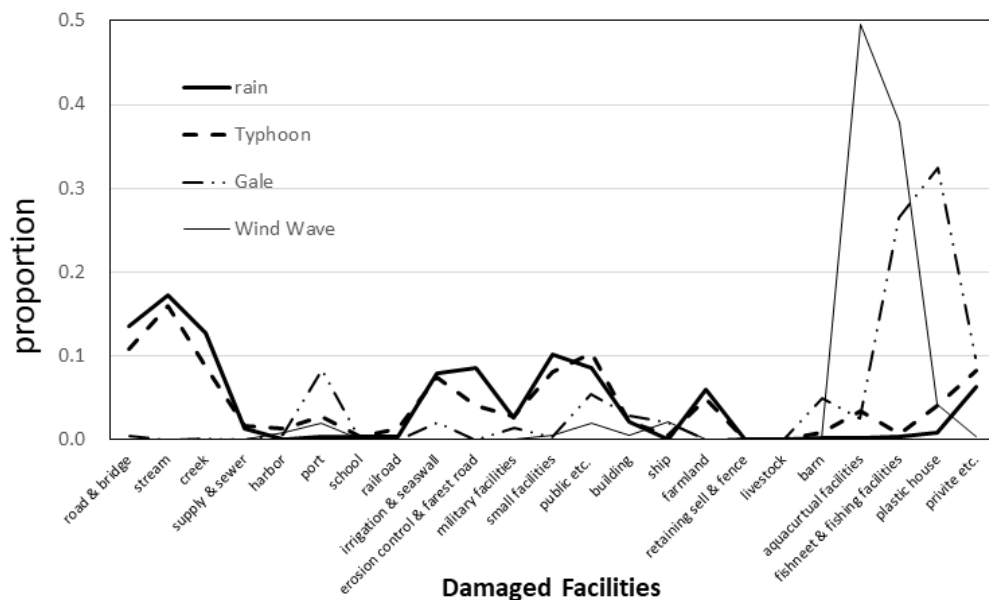 0.5
0.4
0.3
0.2
0.1
0.0
proportion
rain
Typhoon
Gale
Wind Wave
road & bridge
stream
creek
supply & sewer
harbor
port
school
railroad
irrigation & seaswall
erosion control & farest road
military facilities
small facilities
public etc.
building
ship
farmland
retaining sell & fence
livestock
barn
aquacurtual facilities
fishneet & fishing facilities
plastic house
privite etc.
Damaged Facilities